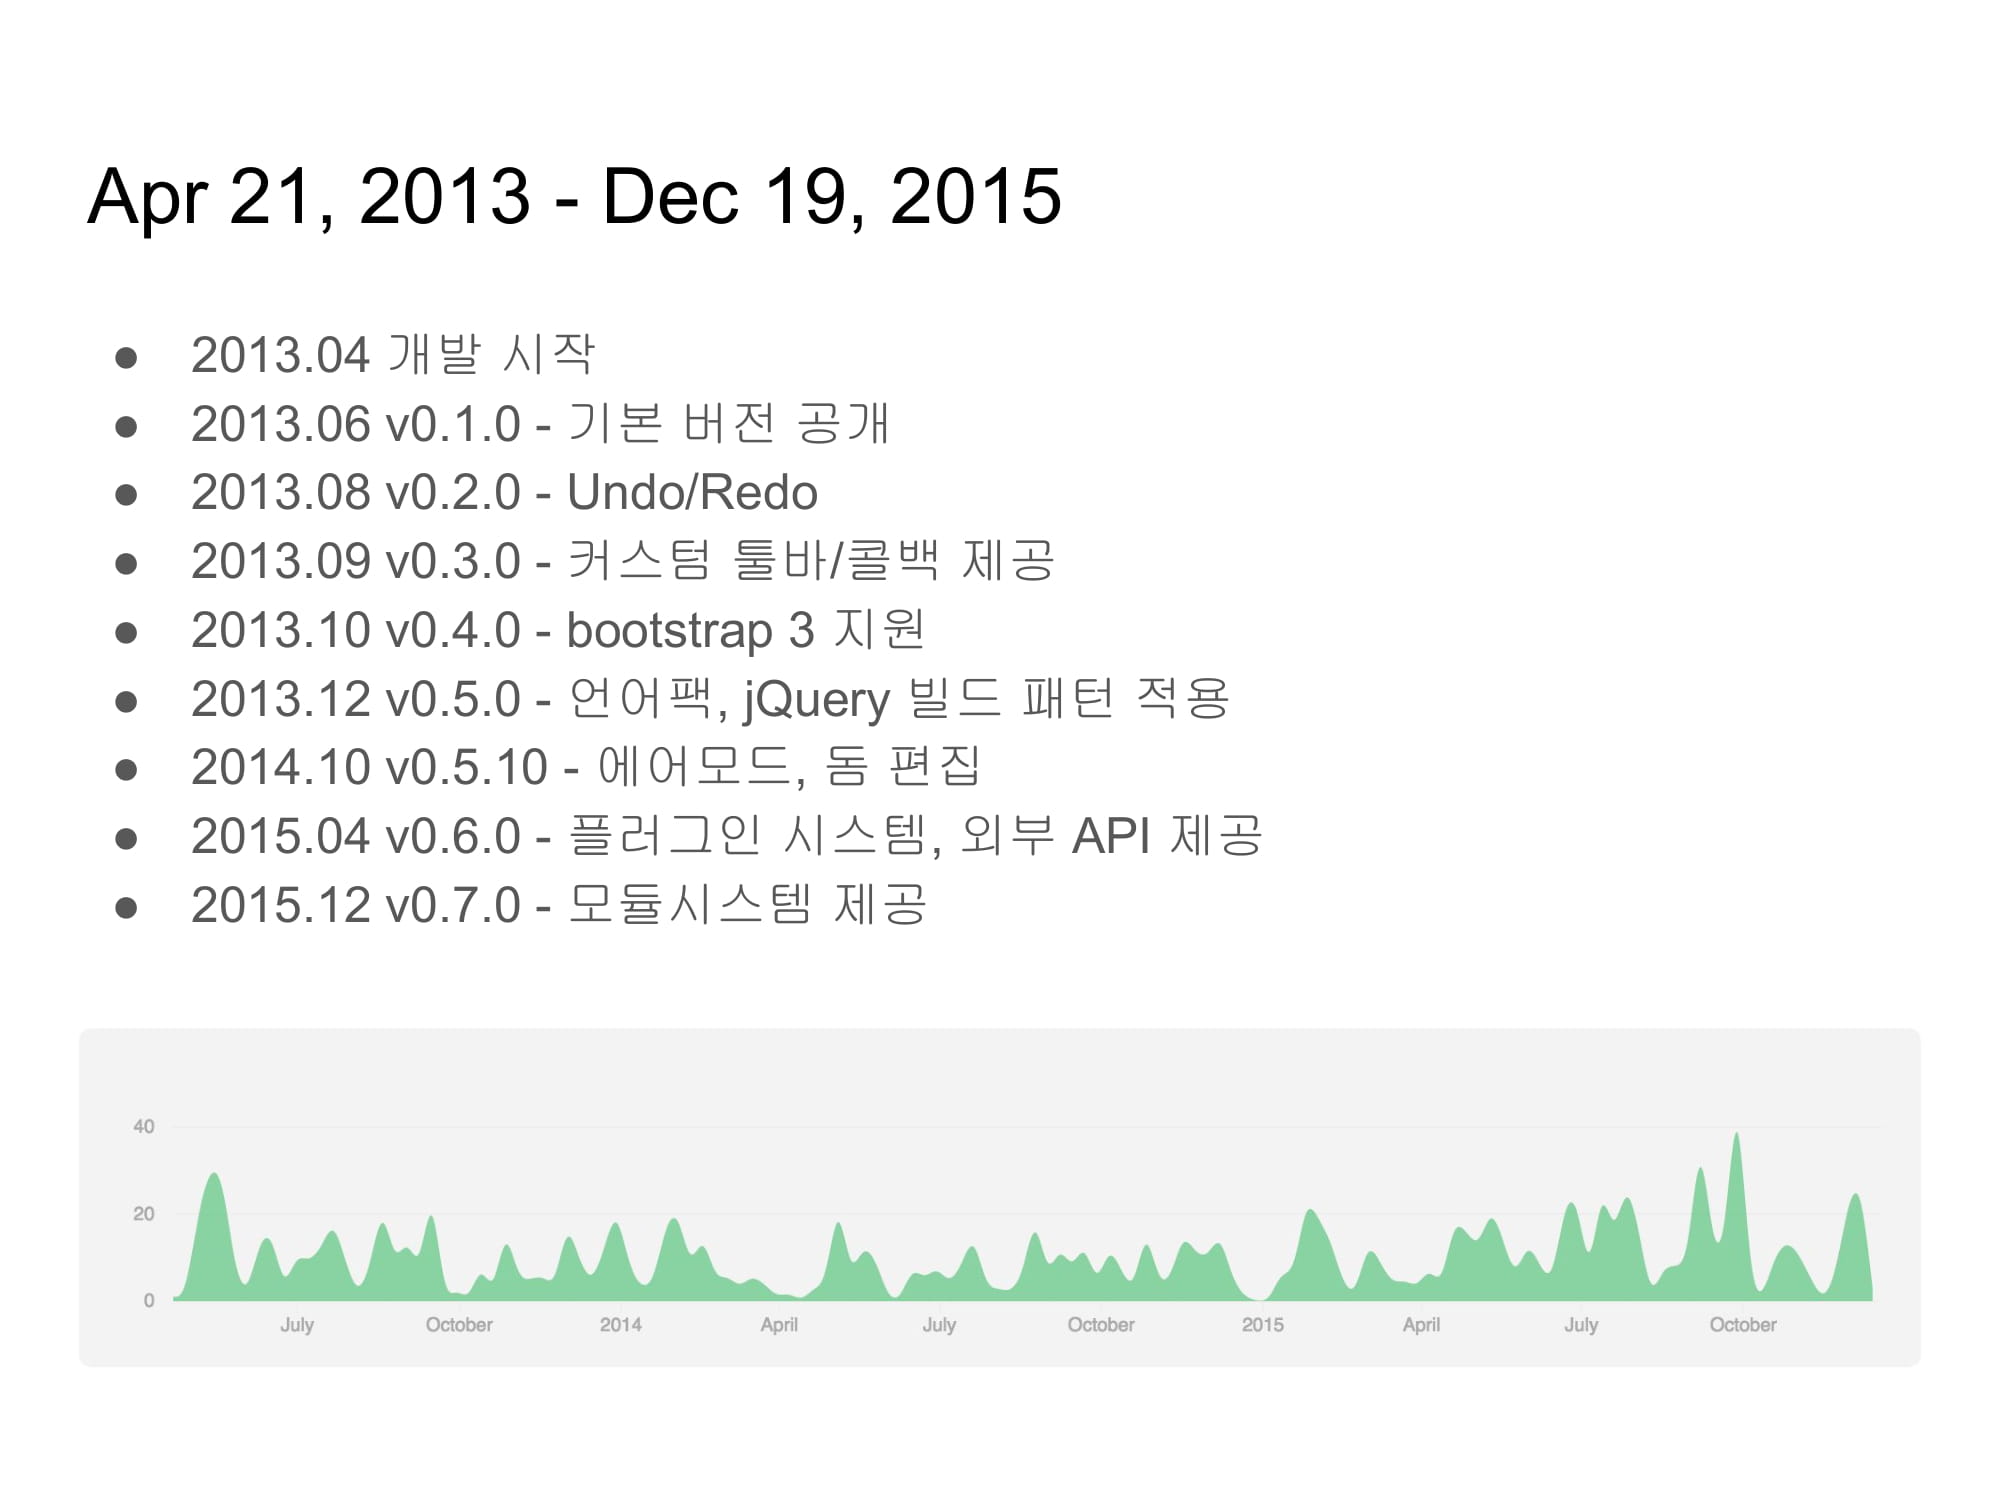 Apr 21, 2013 - Dec 19, 2015
● 2013.04 개발 시작
● 2013.06 v0.1.0 - 기본 버전 공개
● 2013.08 v0.2.0 - Undo/Redo
● 2013.09 v0.3.0 - 커스텀 툴바/콜백 제공
● 2013.10 v0.4.0 - bootstrap 3 지원
● 2013.12 v0.5.0 - 언어팩, jQuery 빌드 패턴 적용
● 2014.10 v0.5.10 - 에어모드, 돔 편집
● 2015.04 v0.6.0 - 플러그인 시스템, 외부 API 제공
● 2015.12 v0.7.0 - 모듈시스템 제공
40
20
0
July October 2014 April July October 2015 April July October